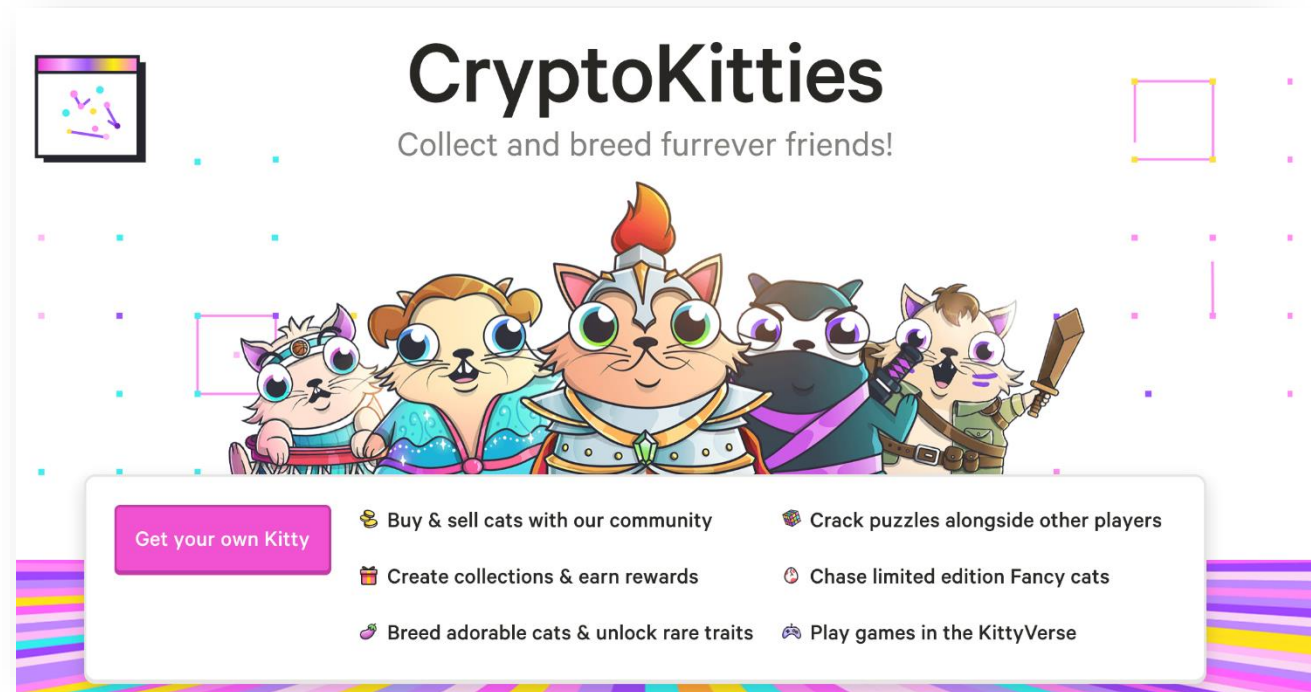 CryptoKitties
Collect and breed furrever friends!
Get your own Kitty
Buy & sell cats with our community
Create collections & earn rewards
Breed adorable cats & unlock rare traits
Crack puzzles alongside other players
Chase limited edition Fancy cats
Play games in the KittyVerse